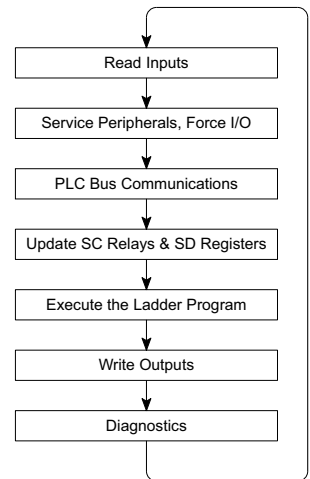 Read Inputs
Service Peripherals, Force I/O
PLC Bus Communications
Update SC Relays & SD Registers
Execute the Ladder Program
Write Outputs
Diagnostics